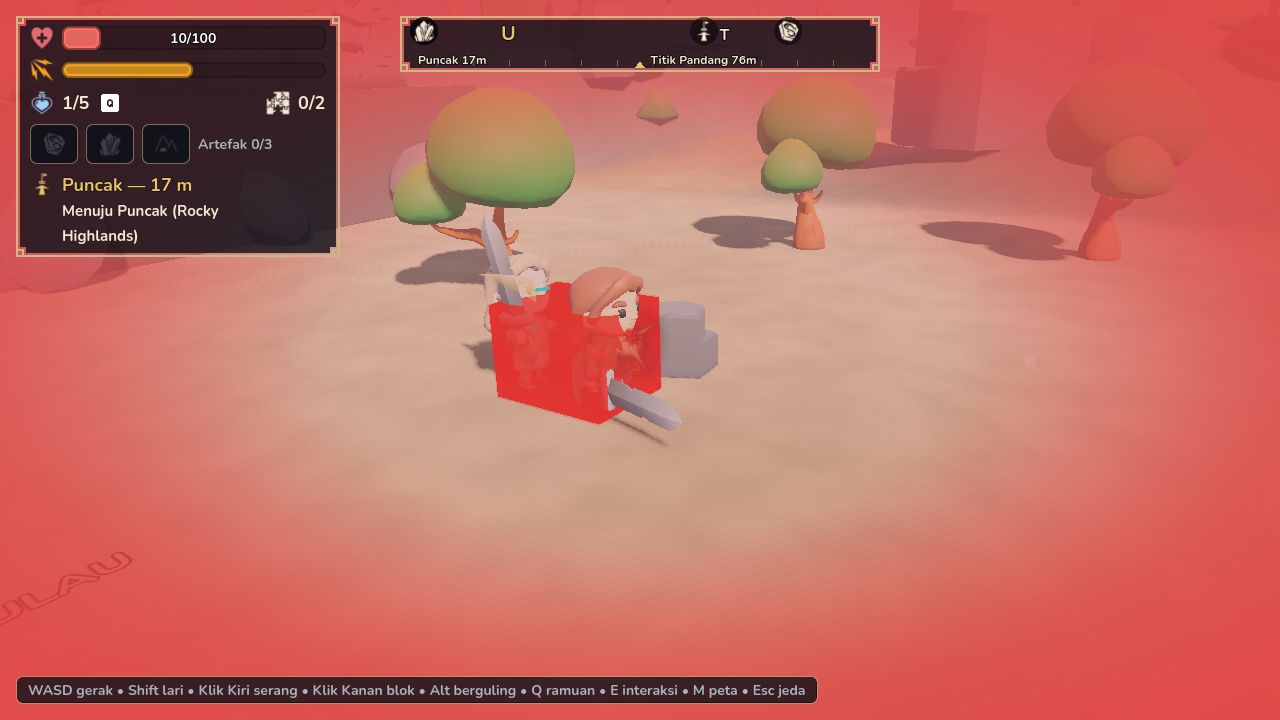 10/100
1/5 Q 0/2
Artefak 0/3
Puncak — 17 m
Menuju Puncak (Rocky
Highlands)
U T
Puncak 17m Titik Pandang 76m
ULAU
WASD gerak • Shift lari • Klik Kiri serang • Klik Kanan blok • Alt berguling • Q ramuan • E interaksi • M peta • Esc jeda